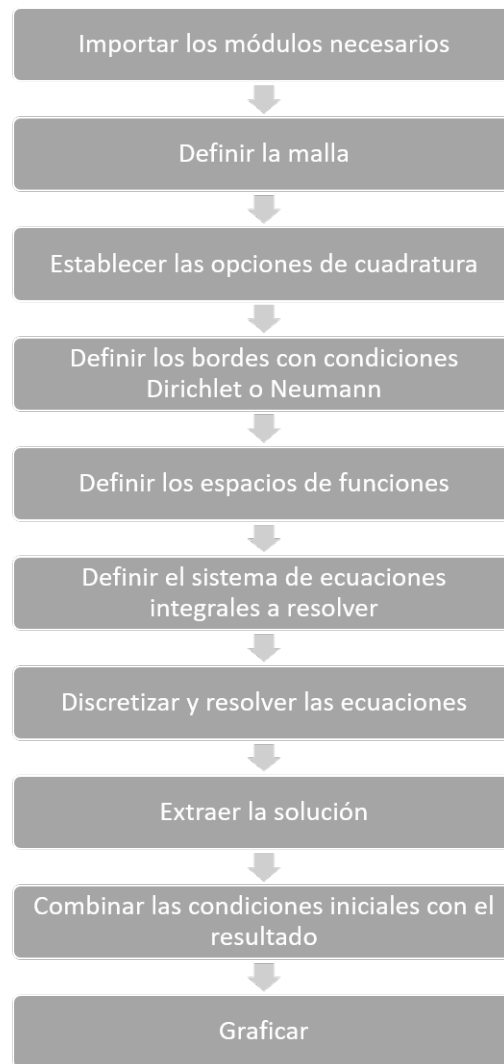 Importar los módulos necesarios
Definir la malla
Establecer las opciones de cuadratura
Definir los bordes con condiciones
Dirichlet o Neumann
Definir los espacios de funciones
Definir el sistema de ecuaciones
integrales a resolver
Discretizar y resolver las ecuaciones
Extraer la solución
Combinar las condiciones iniciales con el
resultado
Graficar